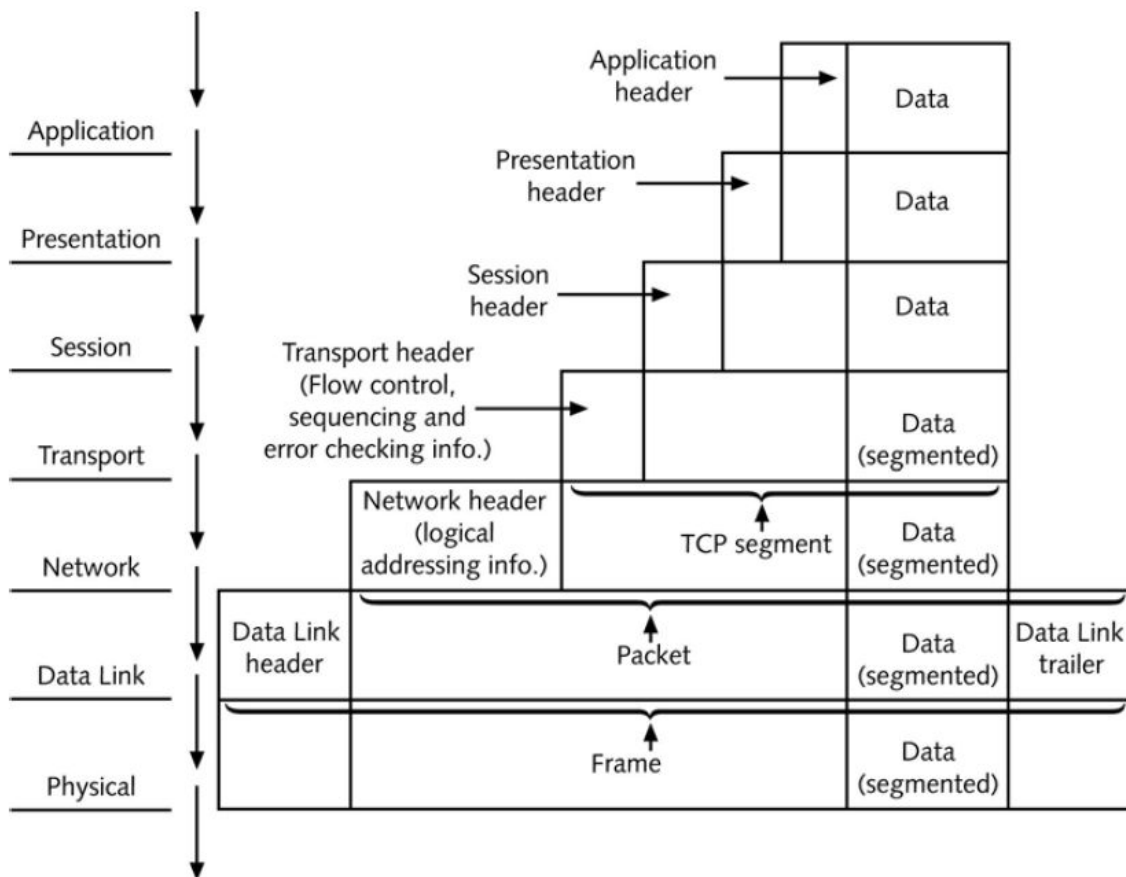 Application
header
Data
Application
Presentation
header
Data
Presentation
Session
header
Data
Session
Transport header
(Flow control,
sequencing and
error checking info.)
Data
(segmented)
Transport
Network header
(logical
addressing info.)
TCP segment
Data
(segmented)
Network
Data Link
header
Packet
Data
(segmented)
Data Link
trailer
Data Link
Frame
Data
(segmented)
Physical